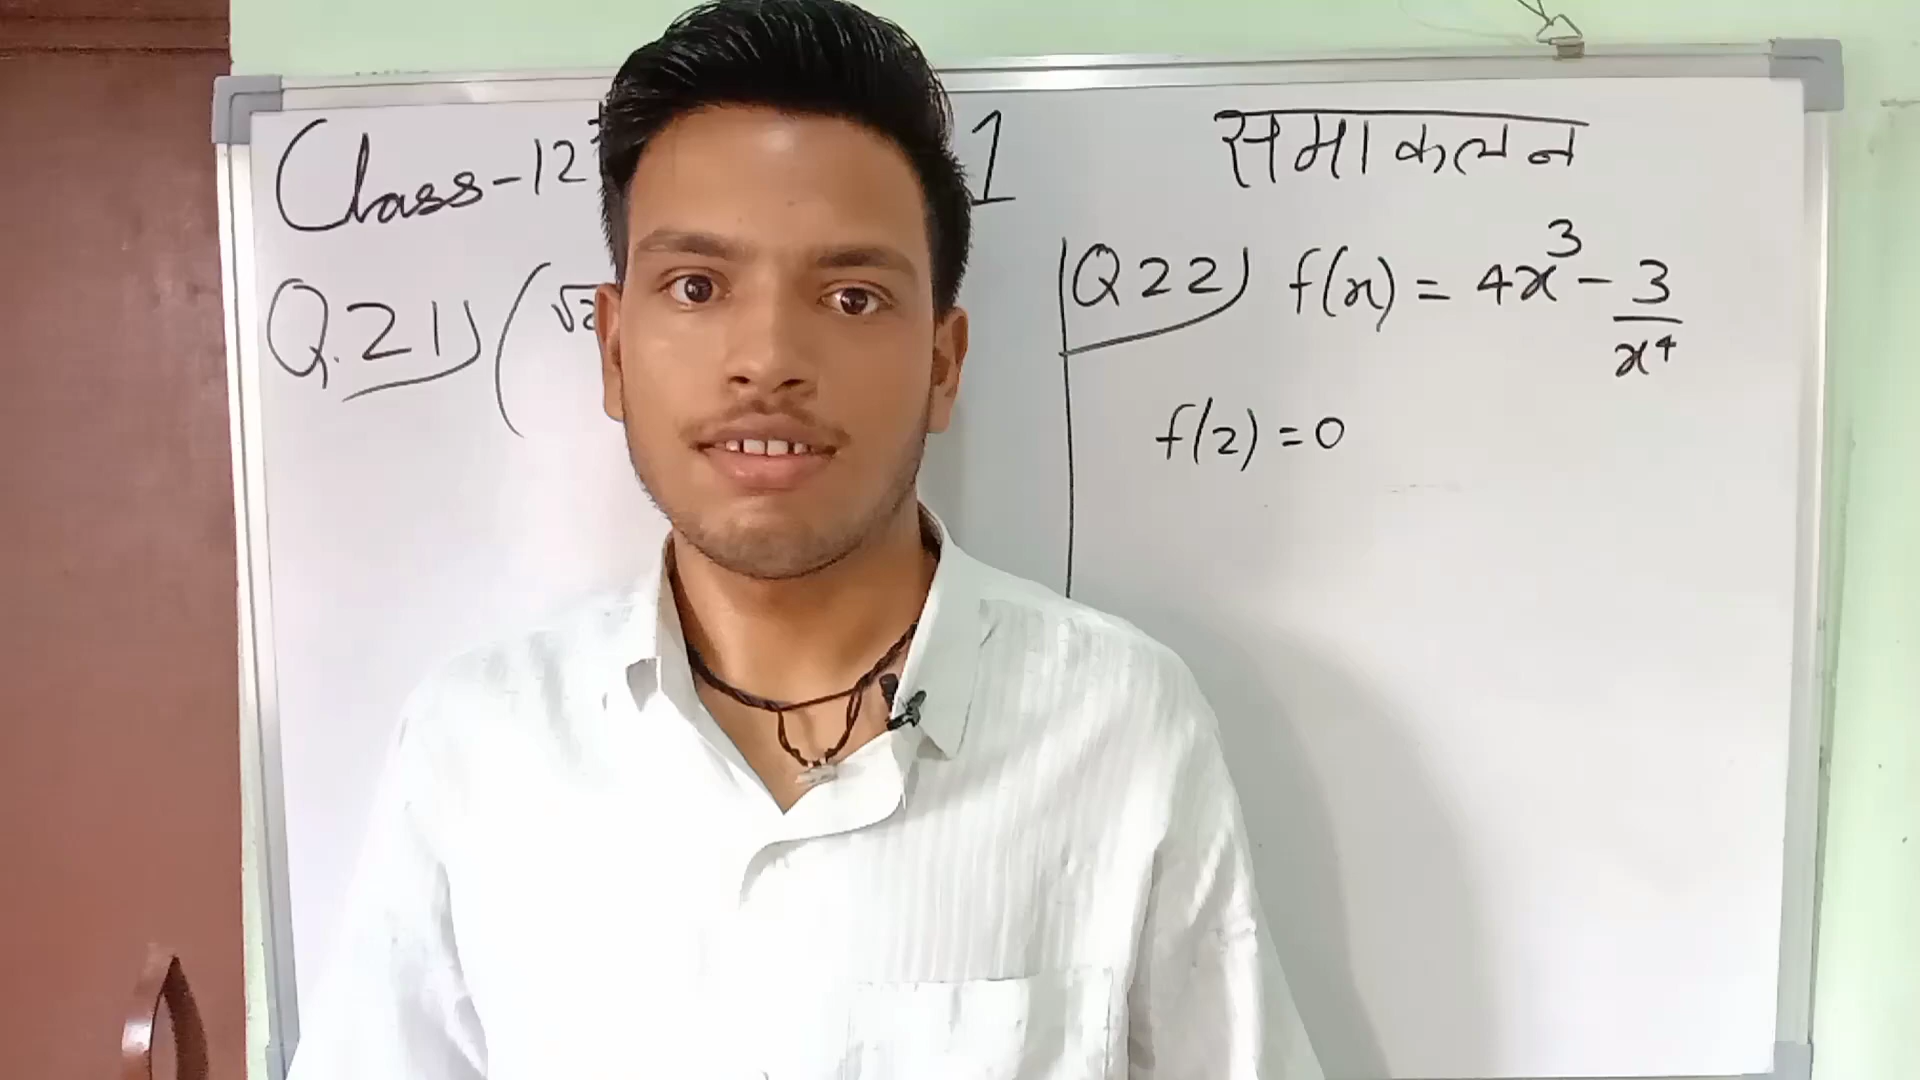 Class-12
1
समाकलन
Q.21) (√
Q22) f(x) = 4x³ - 3/x⁴
f(2) = 0